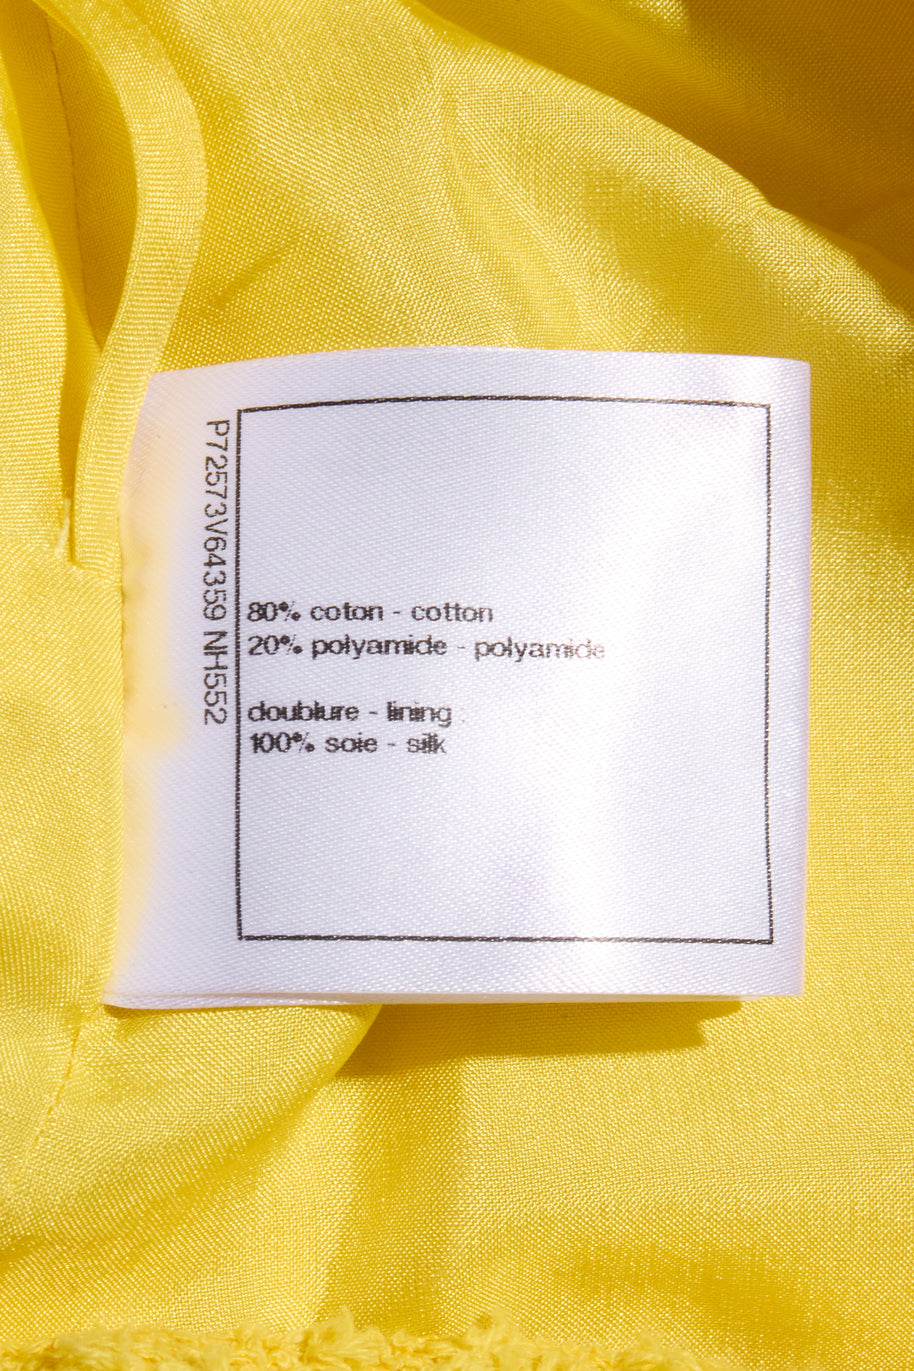 P72573V64359 NH552
80% coton - cotton
20% polyamide - polyamide
doublure - lining :
100% soie - silk